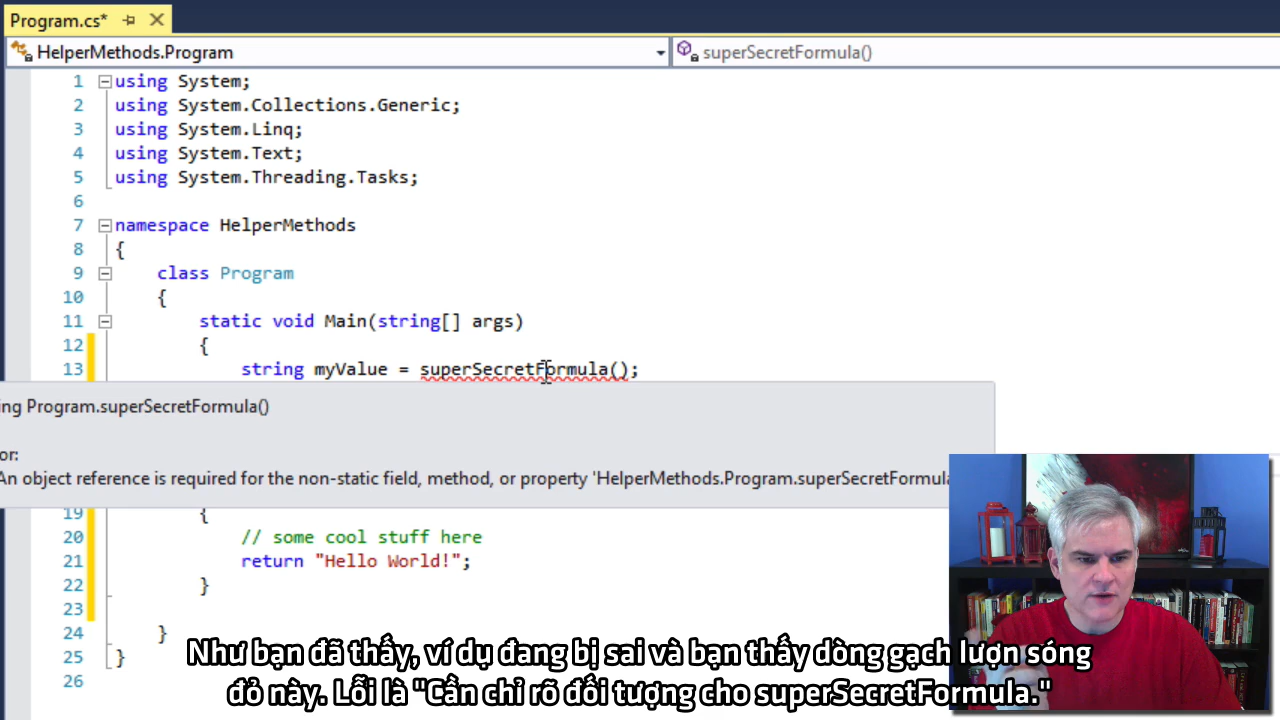 Program.cs*
HelperMethods.Program
superSecretFormula()
1 using System;
2 using System.Collections.Generic;
3 using System.Linq;
4 using System.Text;
5 using System.Threading.Tasks;
6
7 namespace HelperMethods
8 {
9 class Program
10 {
11 static void Main(string[] args)
12 {
13 string myValue = superSecretFormula();
ing Program.superSecretFormula()
or:
An object reference is required for the non-static field, method, or property 'HelperMethods.Program.superSecretFormula
19 {
20 // some cool stuff here
21 return "Hello World!";
22 }
23
24 }
25 }
26
Như bạn đã thấy, ví dụ đang bị sai và bạn thấy dòng gạch lượn sóng
đỏ này. Lỗi là "Cần chỉ rõ đối tượng cho superSecretFormula."